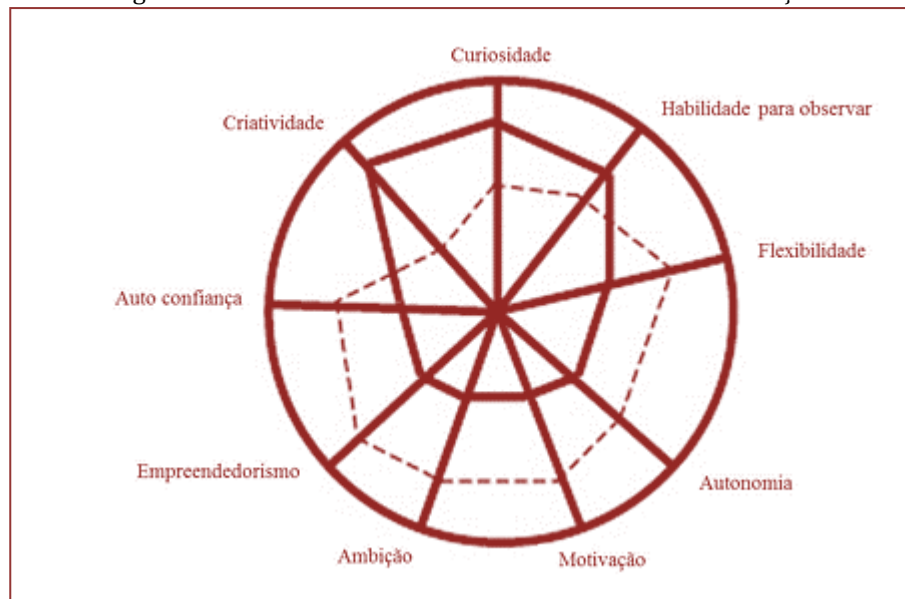 Curiosidade
Habilidade para observar
Criatividade
Flexibilidade
Auto confiança
Empreendedorismo
Autonomia
Ambição
Motivação